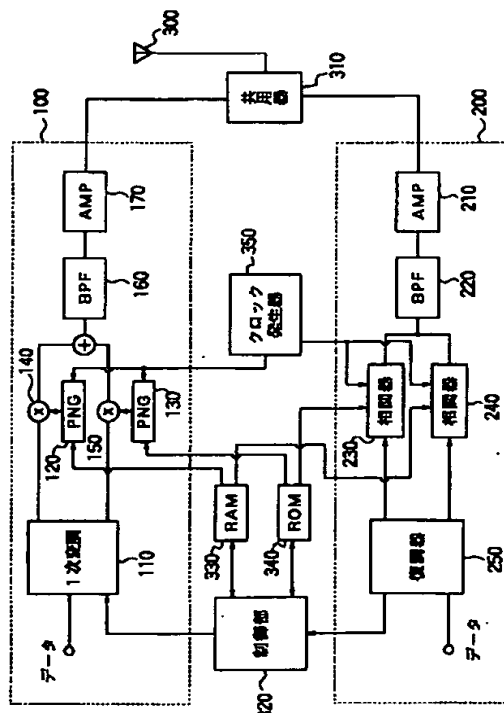 100
300
データ
1次変調
110
140
×
PNG
120
150
×
PNG
130
+
BPF
160
AMP
170
共用器
310
制御部
320
RAM
330
ROM
340
クロック
発生器
350
200
データ
復調器
250
相関器
230
相関器
240
BPF
220
AMP
210